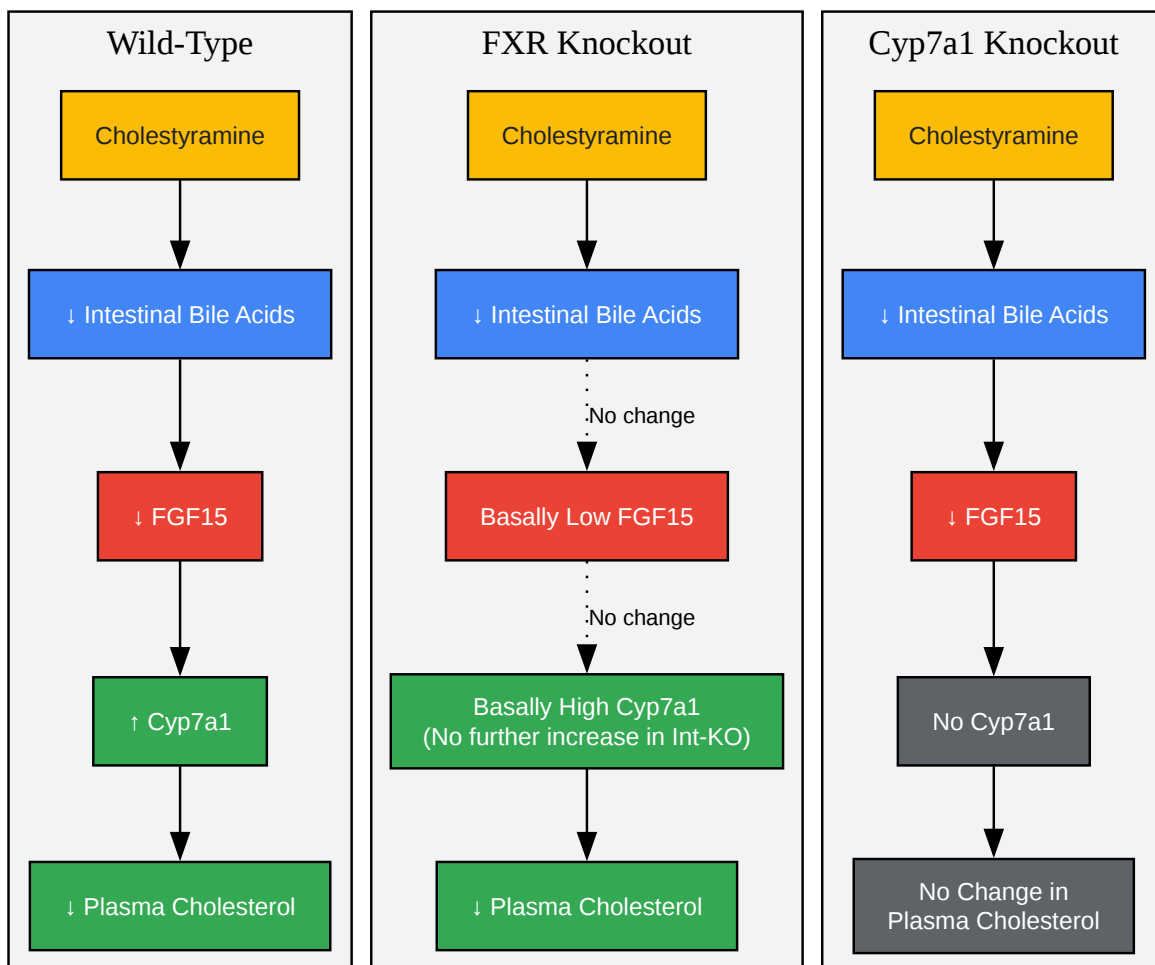 Wild-Type
Cholestyramine
↓ Intestinal Bile Acids
↓ FGF15
↑ Cyp7a1
↓ Plasma Cholesterol
FXR Knockout
Cholestyramine
↓ Intestinal Bile Acids
No change
Basally Low FGF15
No change
Basally High Cyp7a1
(No further increase in Int-KO)
↓ Plasma Cholesterol
Cyp7a1 Knockout
Cholestyramine
↓ Intestinal Bile Acids
↓ FGF15
No Cyp7a1
No Change in
Plasma Cholesterol